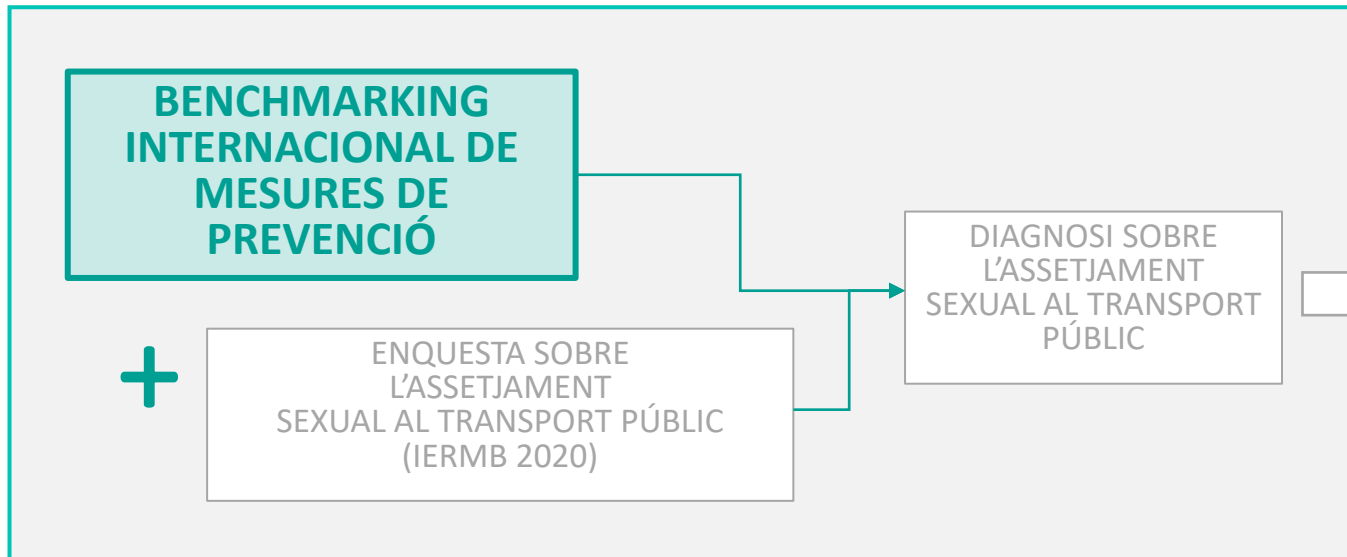 BENCHMARKING
INTERNACIONAL DE
MESURES DE
PREVENCIÓ
+
ENQUESTA SOBRE
L'ASSETJAMENT
SEXUAL AL TRANSPORT PÚBLIC
(IERMB 2020)
DIAGNOSI SOBRE
L'ASSETJAMENT
SEXUAL AL TRANSPORT
PÚBLIC